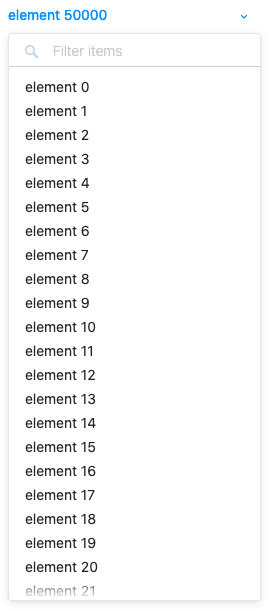 element 50000
Filter items
element 0
element 1
element 2
element 3
element 4
element 5
element 6
element 7
element 8
element 9
element 10
element 11
element 12
element 13
element 14
element 15
element 16
element 17
element 18
element 19
element 20
element 21